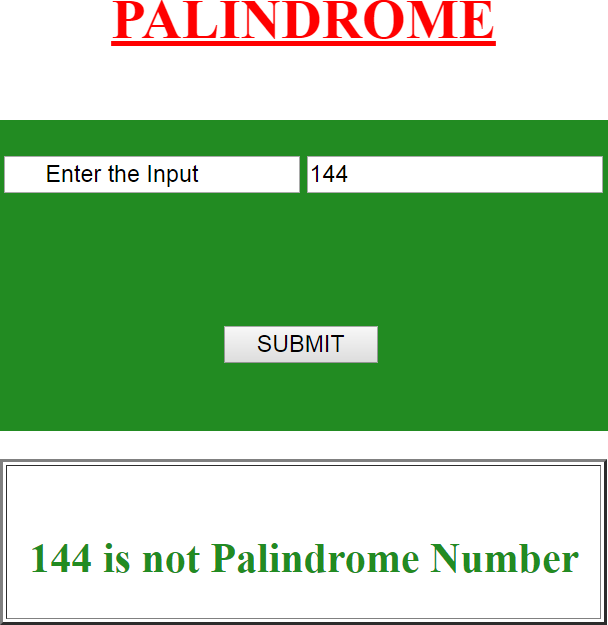 PALINDROME
Enter the Input 144
SUBMIT
144 is not Palindrome Number